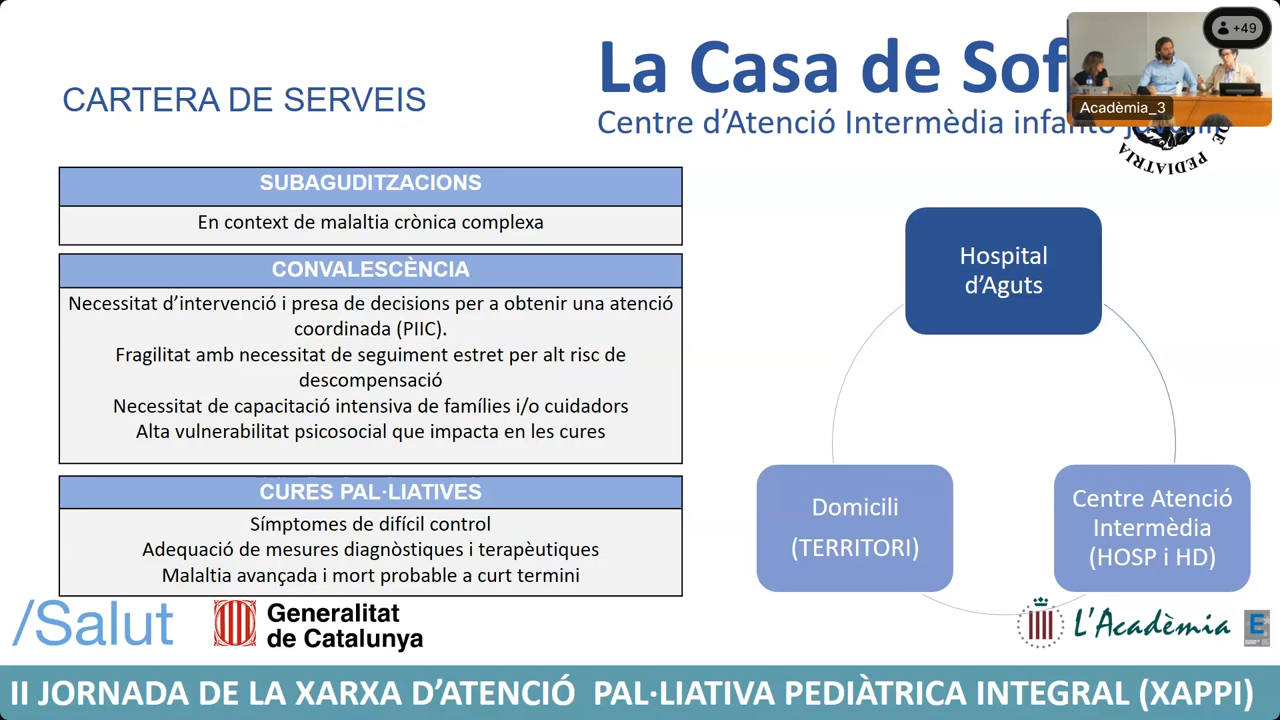 CARTERA DE SERVEIS
La Casa de Sof
Centre d'Atenció Intermèdia infanto
+49
Acadèmia_3
DE PEDIATRIA
SUBAGUDITZACIONS
En context de malaltia crònica complexa
CONVALESCÈNCIA
Necessitat d'intervenció i presa de decisions per a obtenir una atenció
coordinada (PIIC).
Fragilitat amb necessitat de seguiment estret per alt risc de
descompensació
Necessitat de capacitació intensiva de famílies i/o cuidadors
Alta vulnerabilitat psicosocial que impacta en les cures
CURES PAL·LIATIVES
Símptomes de difícil control
Adequació de mesures diagnòstiques i terapèutiques
Malaltia avançada i mort probable a curt termini
Hospital
d'Aguts
Domicili
(TERRITORI)
Centre Atenció
Intermèdia
(HOSP i HD)
/Salut
Generalitat
de Catalunya
L'Acadèmia
E
II JORNADA DE LA XARXA D'ATENCIÓ  PAL·LIATIVA PEDIÀTRICA INTEGRAL (XAPPI)